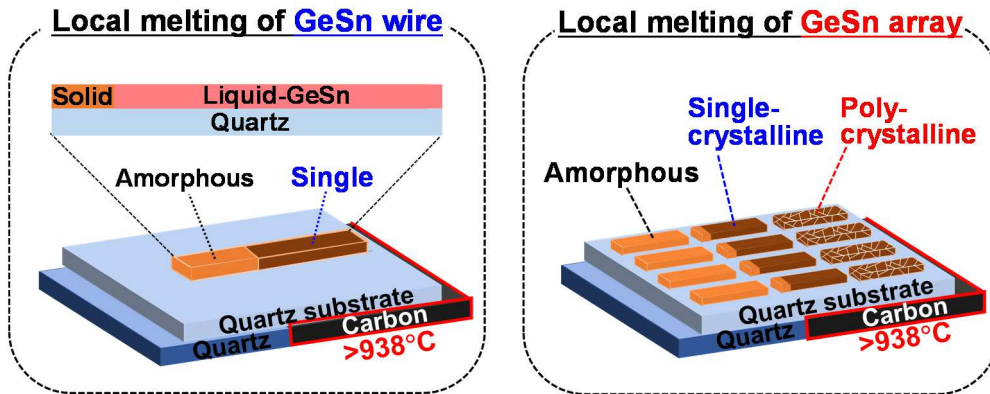 Local melting of GeSn wire
Solid
Liquid-GeSn
Quartz
Amorphous
Single
Quartz substrate
Carbon
Quartz
>938°C
Local melting of GeSn array
Single-
crystalline
Poly-
crystalline
Amorphous
Quartz substrate
Carbon
Quartz
>938°C